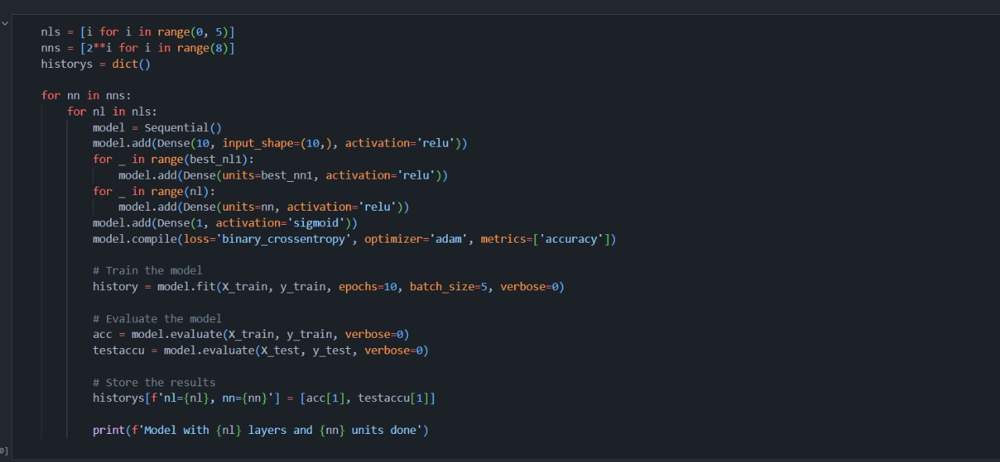 nls = [i for i in range(0, 5)]
nns = [2**i for i in range(8)]
historys = dict()
for nn in nns:
for nl in nls:
model = Sequential()
model.add(Dense(10, input_shape=(10,), activation='relu'))
for _ in range(best_nl1):
model.add(Dense(units=best_nn1, activation='relu'))
for _ in range(nl):
model.add(Dense(units=nn, activation='relu'))
model.add(Dense(1, activation='sigmoid'))
model.compile(loss='binary_crossentropy', optimizer='adam', metrics=['accuracy'])
# Train the model
history = model.fit(X_train, y_train, epochs=10, batch_size=5, verbose=0)
# Evaluate the model
acc = model.evaluate(X_train, y_train, verbose=0)
testaccu = model.evaluate(X_test, y_test, verbose=0)
# Store the results
historys[f'nl={nl}, nn={nn}'] = [acc[1], testaccu[1]]
print(f'Model with {nl} layers and {nn} units done')
0]